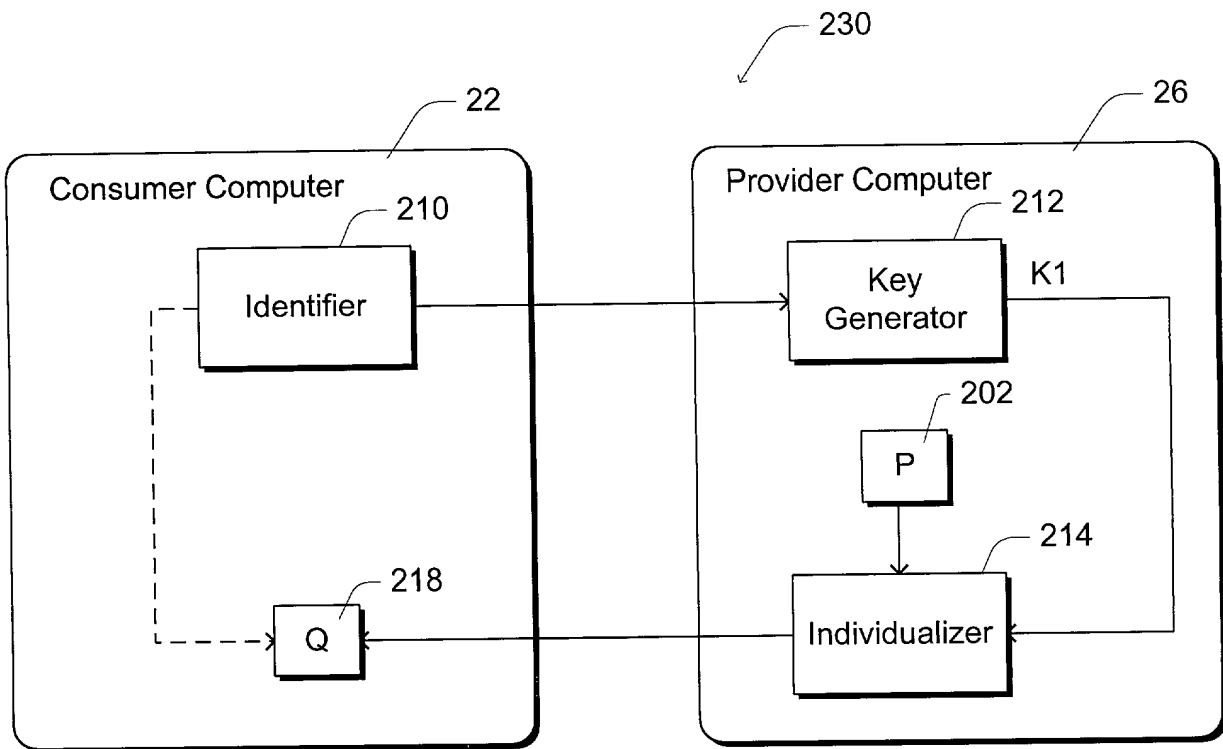 230
22
26
Consumer Computer
Provider Computer
210
212
Identifier
Key
Generator
K1
202
P
214
218
Q
Individualizer